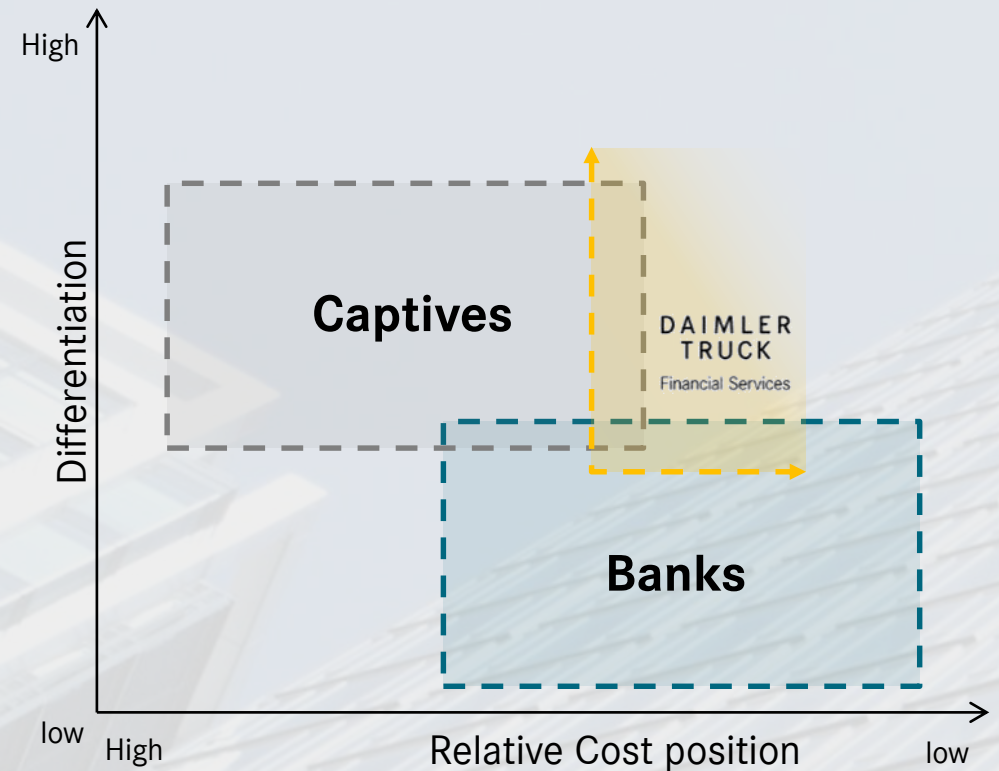 High
Differentiation
Captives
DAIMLER
TRUCK
Financial Services
Banks
low
High
Relative Cost position
low